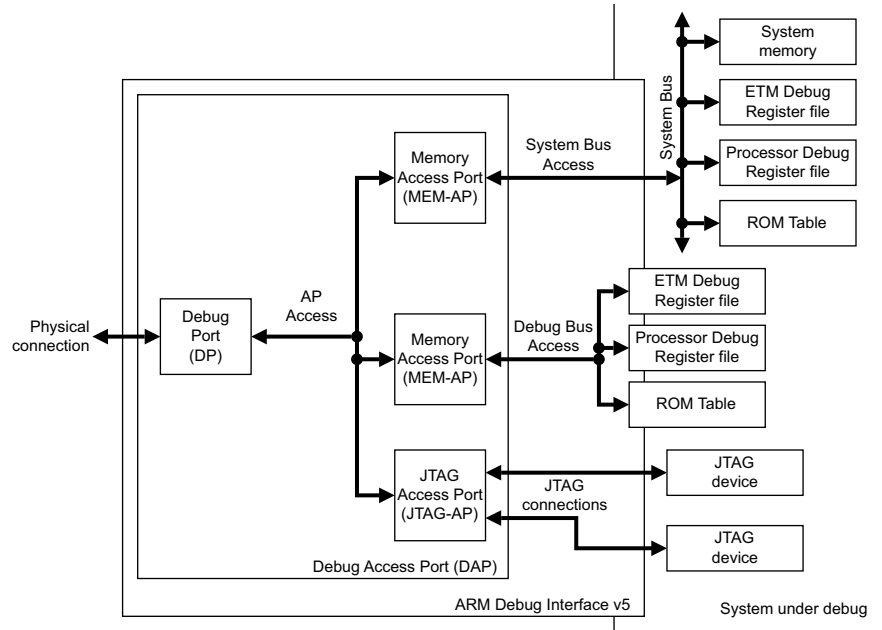 System
memory
ETM Debug
Register file
System Bus
Processor Debug
Register file
ROM Table
Memory
Access Port
(MEM-AP)
System Bus
Access
Physical
connection
Debug
Port
(DP)
AP
Access
Memory
Access Port
(MEM-AP)
Debug Bus
Access
ETM Debug
Register file
Processor Debug
Register file
ROM Table
JTAG
Access Port
(JTAG-AP)
JTAG
connections
JTAG
device
JTAG
device
Debug Access Port (DAP)
ARM Debug Interface v5
System under debug